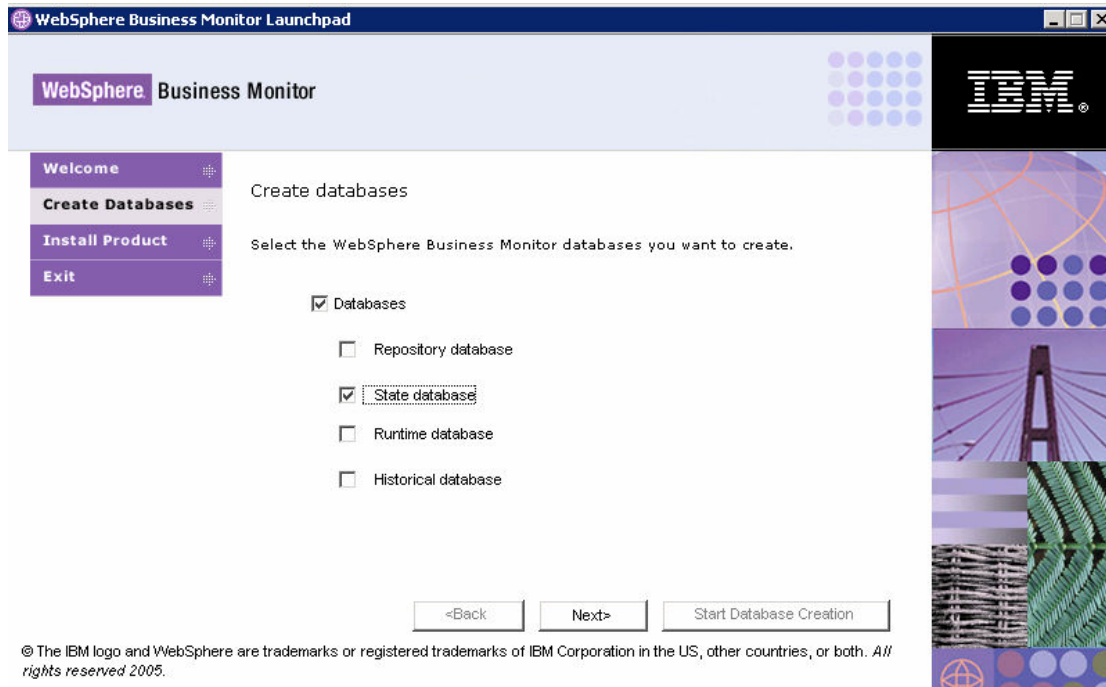 WebSphere Business Monitor Launchpad
WebSphere. Business Monitor
IBM®
Welcome
Create Databases
Install Product
Exit
Create databases
Select the WebSphere Business Monitor databases you want to create.
Databases
Repository database
State database
Runtime database
Historical database
<Back Next> Start Database Creation
© The IBM logo and WebSphere are trademarks or registered trademarks of IBM Corporation in the US, other countries, or both. All
rights reserved 2005.